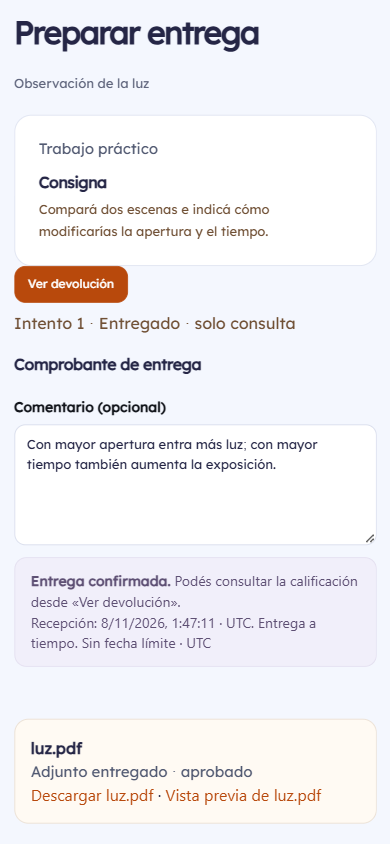 Preparar entrega
Observación de la luz
Trabajo práctico
Consigna
Compará dos escenas e indicá cómo
modificarías la apertura y el tiempo.
Ver devolución
Intento 1 · Entregado · solo consulta
Comprobante de entrega
Comentario (opcional)
Con mayor apertura entra más luz; con mayor
tiempo también aumenta la exposición.
Entrega confirmada. Podés consultar la calificación
desde «Ver devolución».
Recepción: 8/11/2026, 1:47:11 · UTC. Entrega a
tiempo. Sin fecha límite · UTC
luz.pdf
Adjunto entregado · aprobado
Descargar luz.pdf · Vista previa de luz.pdf